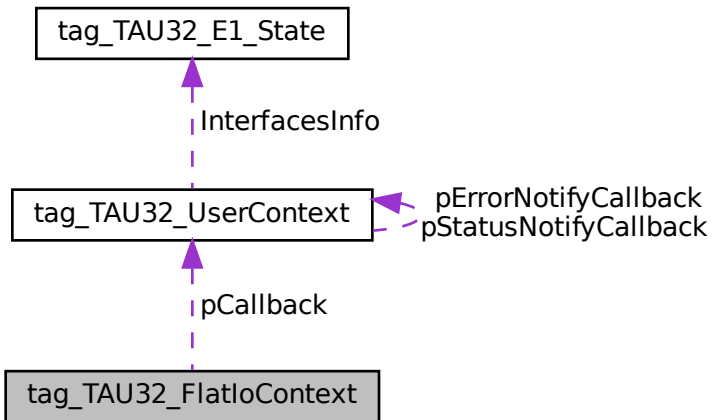 tag_TAU32_E1_State
InterfacesInfo
tag_TAU32_UserContext
pErrorNotifyCallback
pStatusNotifyCallback
pCallback
tag_TAU32_FlatIoContext